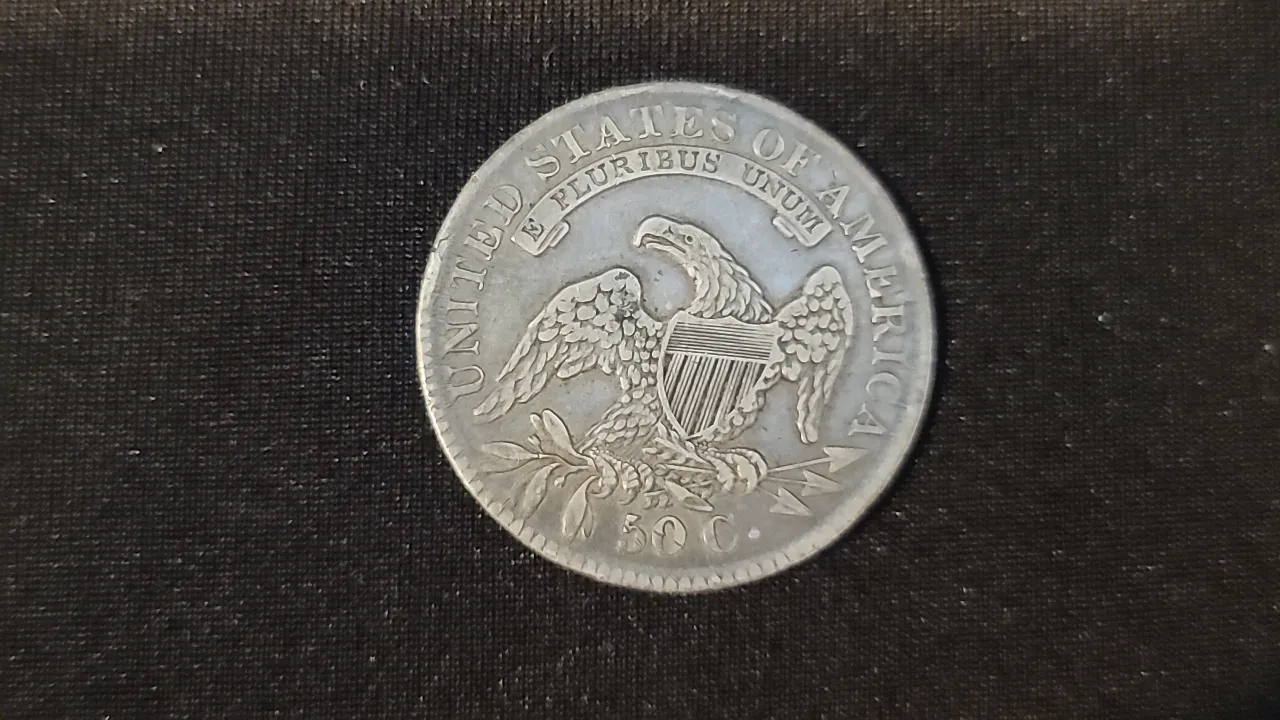 UNITED STATES OF AMERICA
E PLURIBUS UNUM
50 C.